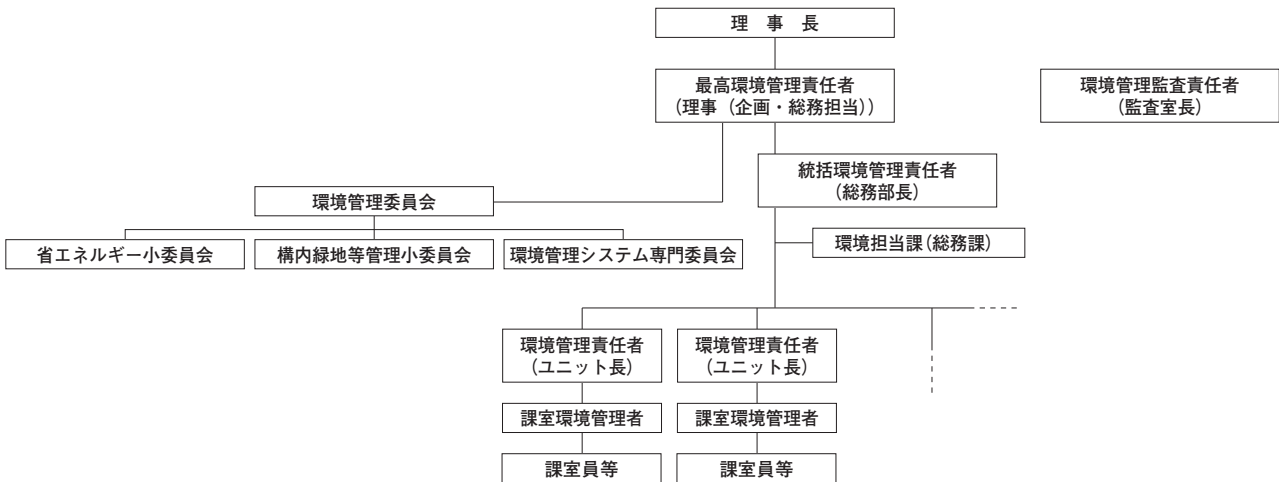 理　事　長
最高環境管理責任者
（理事（企画・総務担当））
環境管理監査責任者
（監査室長）
統括環境管理責任者
（総務部長）
環境管理委員会
環境担当課（総務課）
省エネルギー小委員会
構内緑地等管理小委員会
環境管理システム専門委員会
環境管理責任者
（ユニット長）
環境管理責任者
（ユニット長）
課室環境管理者
課室環境管理者
課室員等
課室員等